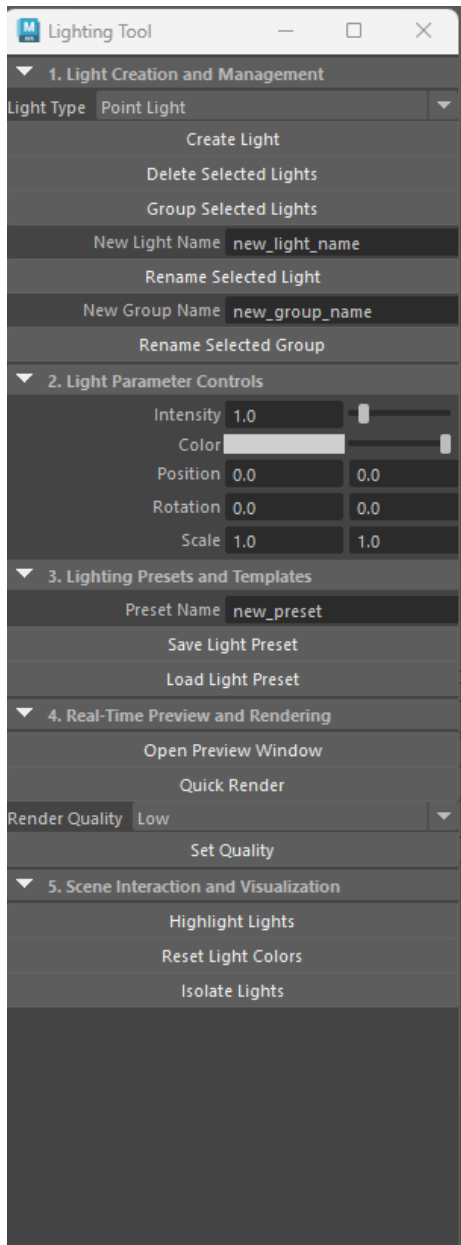 Lighting Tool
1. Light Creation and Management
Light Type Point Light
Create Light
Delete Selected Lights
Group Selected Lights
New Light Name new_light_name
Rename Selected Light
New Group Name new_group_name
Rename Selected Group
2. Light Parameter Controls
Intensity 1.0
Color
Position 0.0 0.0
Rotation 0.0 0.0
Scale 1.0 1.0
3. Lighting Presets and Templates
Preset Name new_preset
Save Light Preset
Load Light Preset
4. Real-Time Preview and Rendering
Open Preview Window
Quick Render
Render Quality Low
Set Quality
5. Scene Interaction and Visualization
Highlight Lights
Reset Light Colors
Isolate Lights